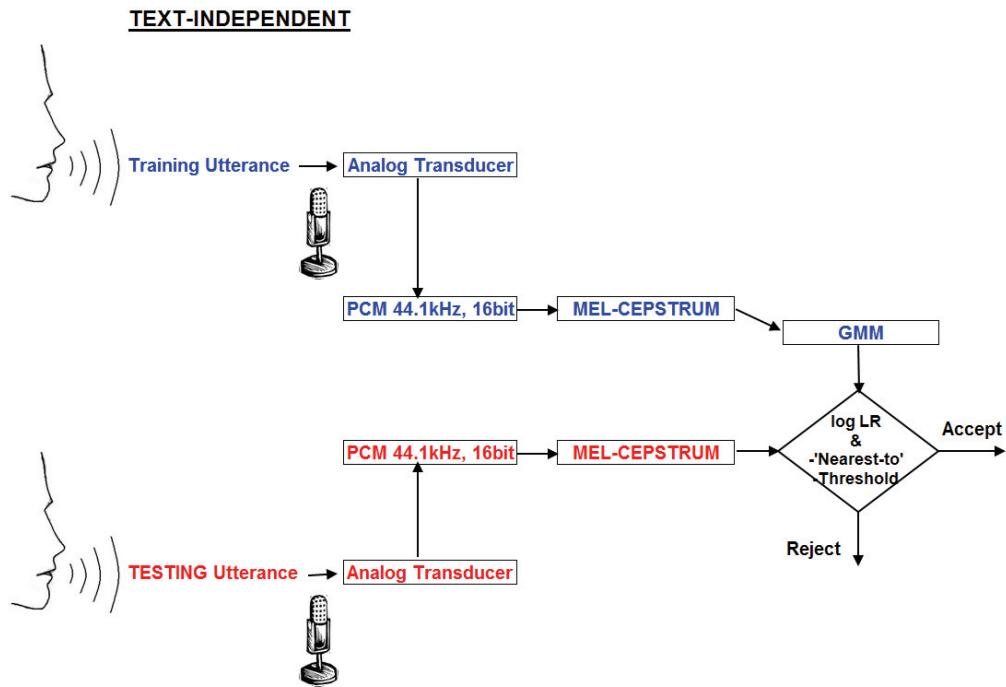 TEXT-INDEPENDENT
Training Utterance
Analog Transducer
PCM 44.1kHz, 16bit
MEL-CEPSTRUM
GMM
log LR
&
-'Nearest-to'
-Threshold
Accept
Reject
PCM 44.1kHz, 16bit
MEL-CEPSTRUM
TESTING Utterance
Analog Transducer